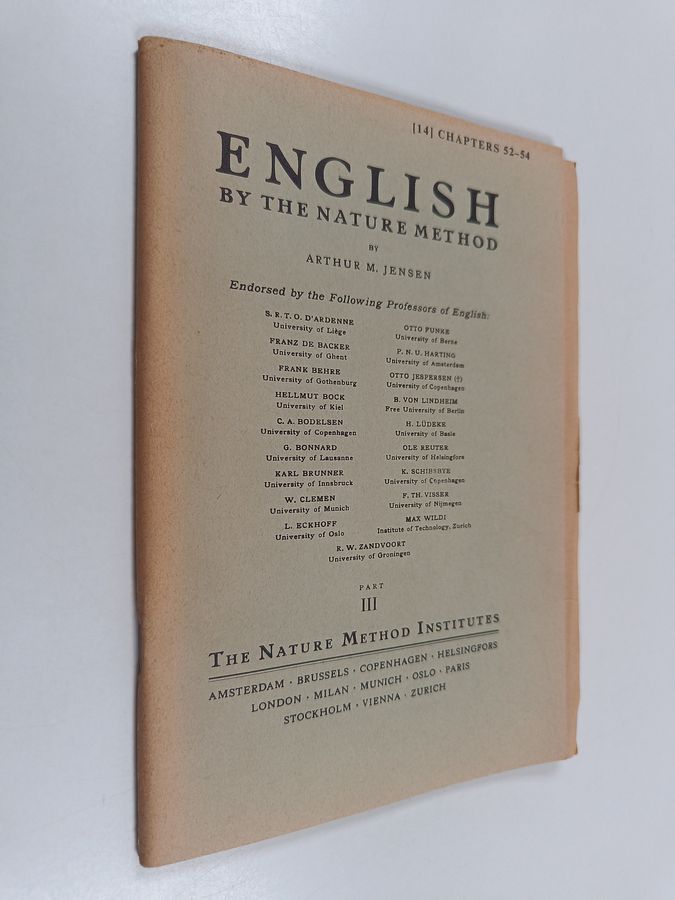 [14] CHAPTERS 52–54
ENGLISH
BY THE NATURE METHOD
BY
ARTHUR M. JENSEN
Endorsed by the Following Professors of English:
S. R. T. O. D'ARDENNE
University of Liège
FRANZ DE BACKER
University of Ghent
FRANK BEHRE
University of Gothenburg
HELLMUT BOCK
University of Kiel
C. A. BODELSEN
University of Copenhagen
G. BONNARD
University of Lausanne
KARL BRUNNER
University of Innsbruck
W. CLEMEN
University of Munich
L. ECKHOFF
University of Oslo
OTTO FUNKE
University of Berne
P. N. U. HARTING
University of Amsterdam
OTTO JESPERSEN (†)
University of Copenhagen
B. VON LINDHEIM
Free University of Berlin
H. LÜDEKE
University of Basle
OLE REUTER
University of Helsingfors
K. SCHIBSBYE
University of Copenhagen
F. TH. VISSER
University of Nijmegen
MAX WILDI
Institute of Technology, Zurich
R. W. ZANDVOORT
University of Groningen
PART
III
THE NATURE METHOD INSTITUTES
AMSTERDAM · BRUSSELS · COPENHAGEN · HELSINGFORS
LONDON · MILAN · MUNICH · OSLO · PARIS
STOCKHOLM · VIENNA · ZURICH